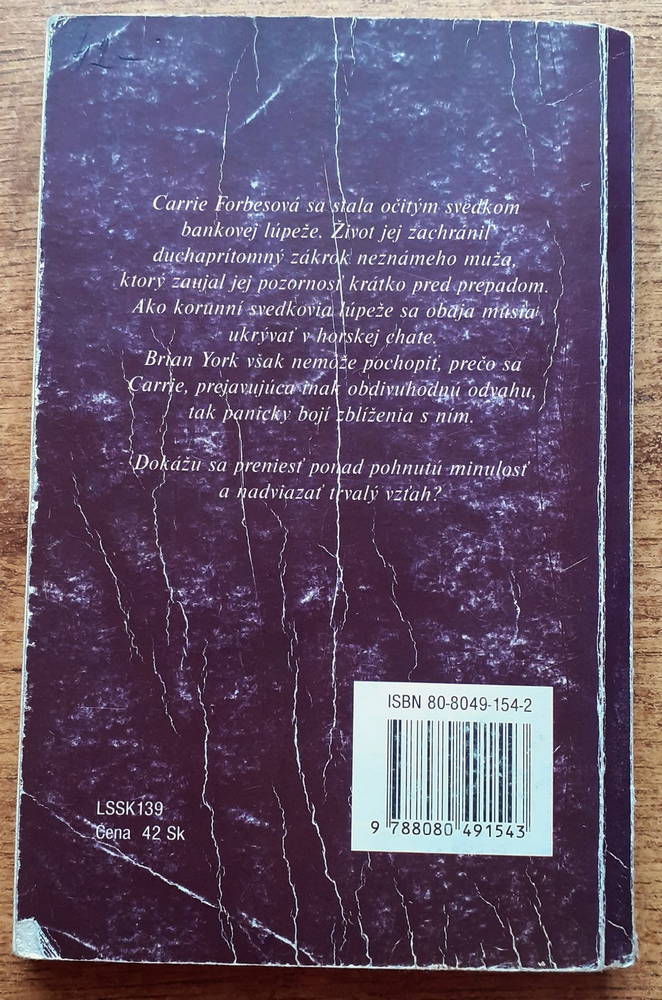 Carrie Forbesová sa stala očitým svedkom
bankovej lúpeže. Život jej zachránil
duchaprítomný zákrok neznámeho muža,
ktorý zaujal jej pozornosť krátko pred prepadom.
Ako korunní svedkovia lúpeže sa obaja musia
ukrývať v horskej chate.
Brian York však nemôže pochopiť, prečo sa
Carrie, prejavujúca inak obdivuhodnú odvahu,
tak panicky bojí zblíženia s ním.
Dokážu sa preniesť ponad pohnutú minulosť
a nadviazať trvalý vzťah?
ISBN 80-8049-154-2
9 788080 491543
LSSK139
Cena 42 Sk